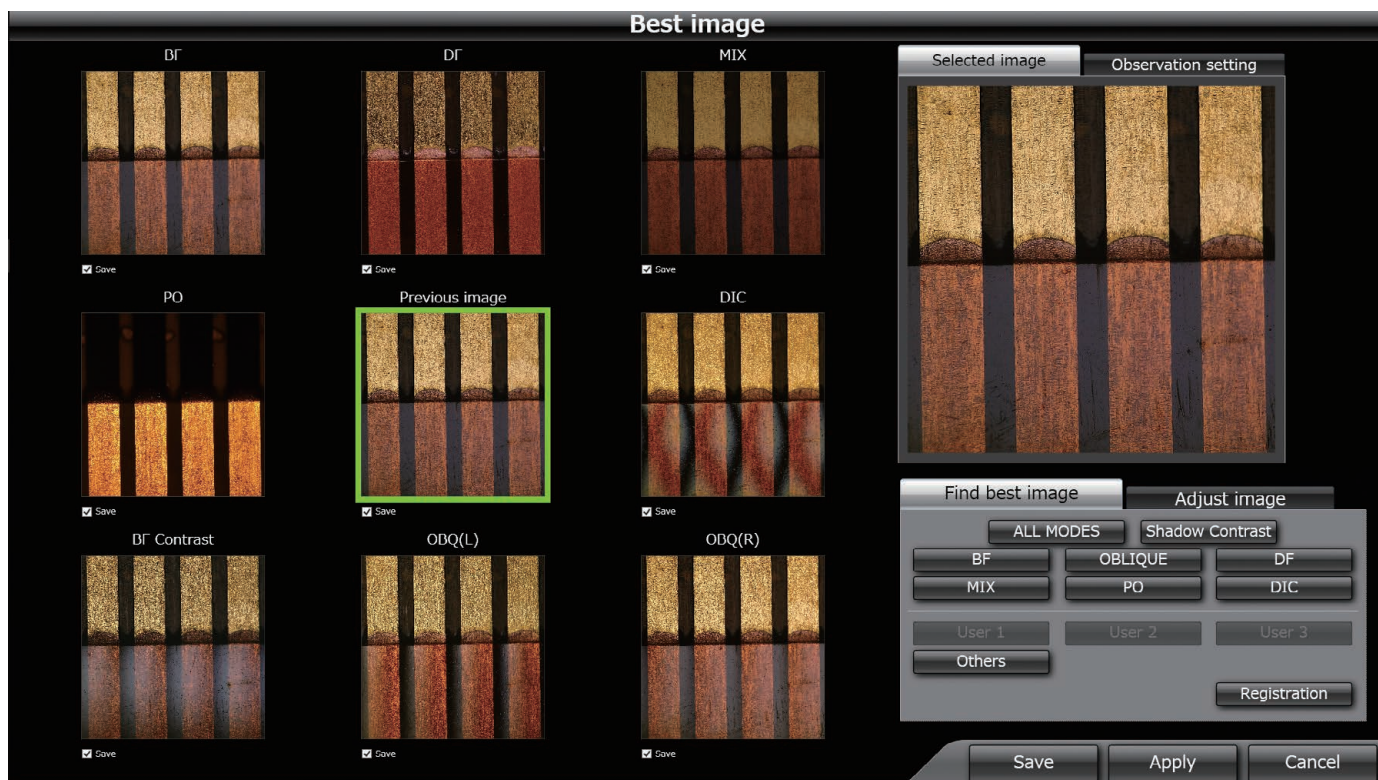 Best image
BF DF MIX
Save Save Save
PO Previous image DIC
Save Save Save
BF Contrast OBQ(L) OBQ(R)
Save Save Save
Selected image Observation setting
Find best image Adjust image
ALL MODES Shadow Contrast
BF OBLIQUE DF
MIX PO DIC
User 1 User 2 User 3
Others
Registration
Save Apply Cancel